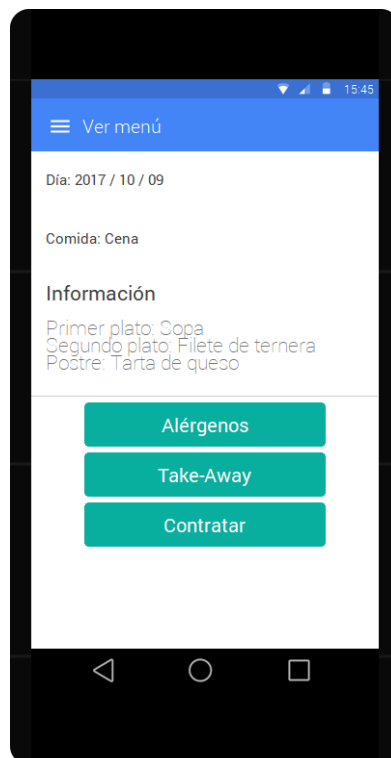 15:45
Ver menú
Día: 2017 / 10 / 09
Comida: Cena
Información
Primer plato: Sopa
Segundo plato: Filete de ternera
Postre: Tarta de queso
Alérgenos
Take-Away
Contratar